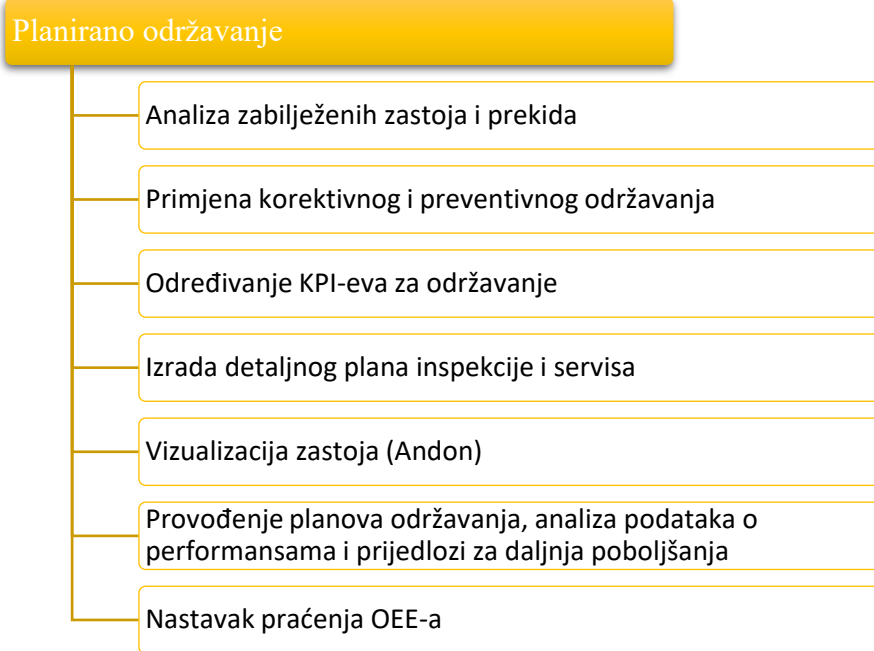 Planirano održavanje
Analiza zabilježenih zastoja i prekida
Primjena korektivnog i preventivnog održavanja
Određivanje KPI-eva za održavanje
Izrada detaljnog plana inspekcije i servisa
Vizualizacija zastoja (Andon)
Provođenje planova održavanja, analiza podataka o
performansama i prijedlozi za daljnja poboljšanja
Nastavak praćenja OEE-a